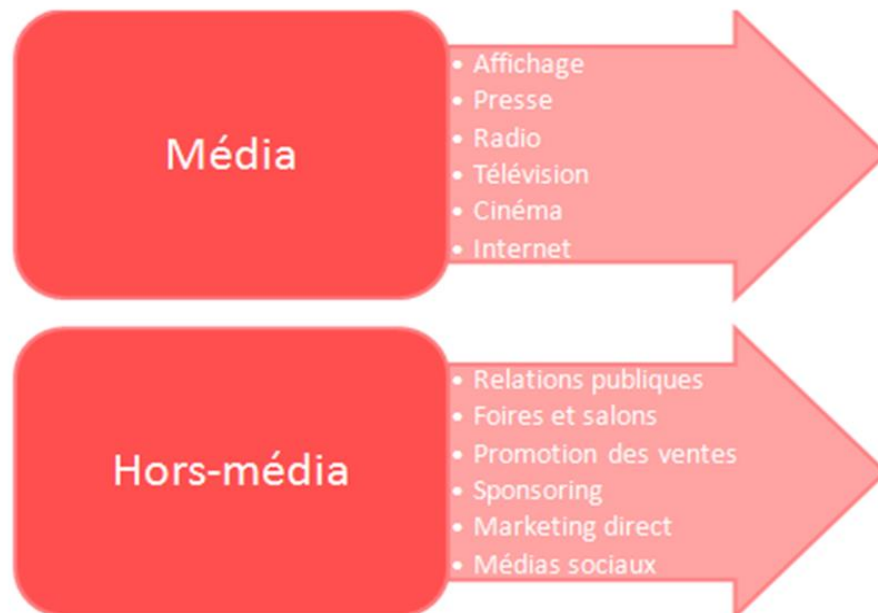 Média
• Affichage
• Presse
• Radio
• Télévision
• Cinéma
• Internet
Hors-média
• Relations publiques
• Foires et salons
• Promotion des ventes
• Sponsoring
• Marketing direct
• Médias sociaux